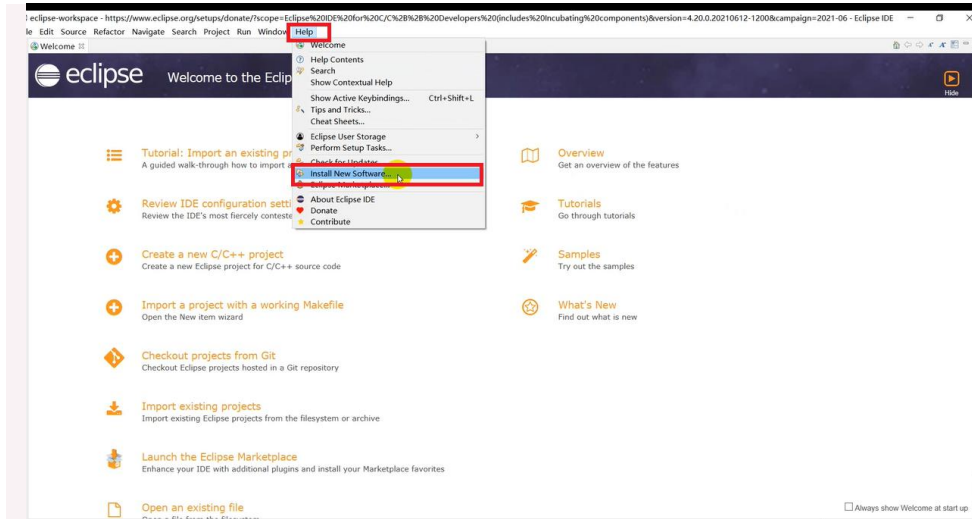 eclipse-workspace - https://www.eclipse.org/setups/donate/?scope=Eclipse%20IDE%20for%20C/C%2B%2B%20Developers%20(includes%20Incubating%20components)&version=4.20.0.20210612-1200&campaign=2021-06 - Eclipse IDE
Edit Source Refactor Navigate Search Project Run Window Help
Welcome
eclipse Welcome to the Eclip
Hide
Welcome
Help Contents
Search
Show Contextual Help
Show Active Keybindings... Ctrl+Shift+L
Tips and Tricks...
Cheat Sheets...
Eclipse User Storage
Perform Setup Tasks...
Check for Updates
Install New Software...
Eclipse Marketplace...
About Eclipse IDE
Donate
Contribute
Tutorial: Import an existing pr
A guided walk-through how to import a
Review IDE configuration setti
Review the IDE's most fiercely conteste
Create a new C/C++ project
Create a new Eclipse project for C/C++ source code
Import a project with a working Makefile
Open the New item wizard
Checkout projects from Git
Checkout Eclipse projects hosted in a Git repository
Import existing projects
Import existing Eclipse projects from the filesystem or archive
Launch the Eclipse Marketplace
Enhance your IDE with additional plugins and install your Marketplace favorites
Open an existing file
Open a file from the filesystem
Overview
Get an overview of the features
Tutorials
Go through tutorials
Samples
Try out the samples
What's New
Find out what is new
Always show Welcome at start up